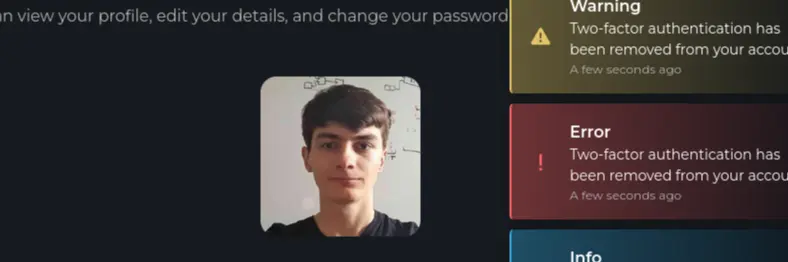 an view your profile, edit your details, and change your password
Warning
Two-factor authentication has
been removed from your accou
A few seconds ago
Error
Two-factor authentication has
been removed from your accou
A few seconds ago
Info